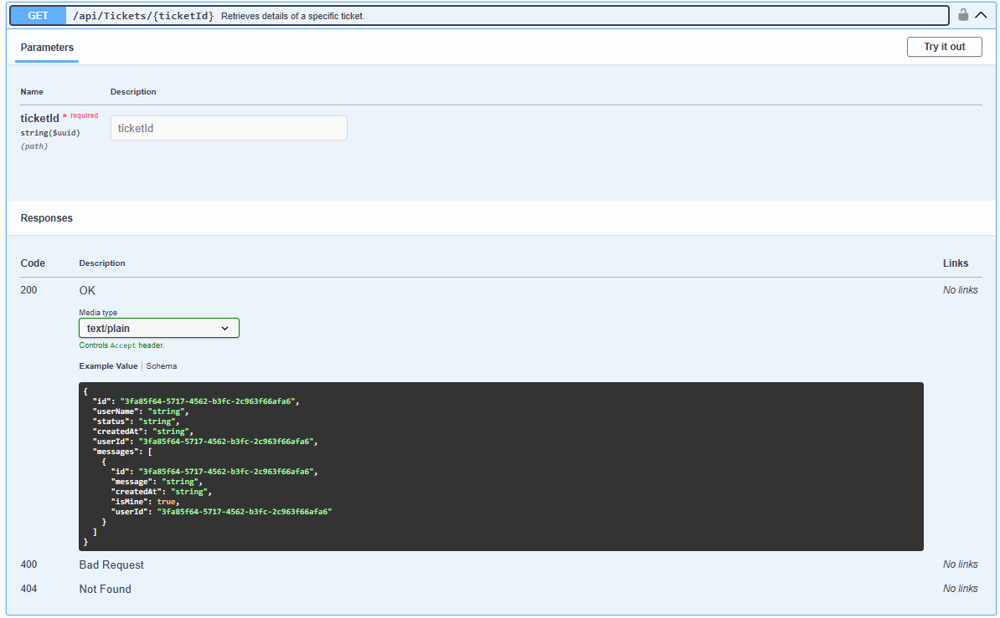 GET /api/Tickets/{ticketId} Retrieves details of a specific ticket.
Parameters Try it out
Name Description
ticketId * required ticketId
string($uuid)
(path)
Responses
Code Description Links
200 OK No links
Media type
text/plain
Controls Accept header.
Example Value Schema
{
  "id": "3fa85f64-5717-4562-b3fc-2c963f66afa6",
  "userName": "string",
  "status": "string",
  "createdAt": "string",
  "userId": "3fa85f64-5717-4562-b3fc-2c963f66afa6",
  "messages": [
    {
      "id": "3fa85f64-5717-4562-b3fc-2c963f66afa6",
      "message": "string",
      "createdAt": "string",
      "isMine": true,
      "userId": "3fa85f64-5717-4562-b3fc-2c963f66afa6"
    }
  ]
}
400 Bad Request No links
404 Not Found No links